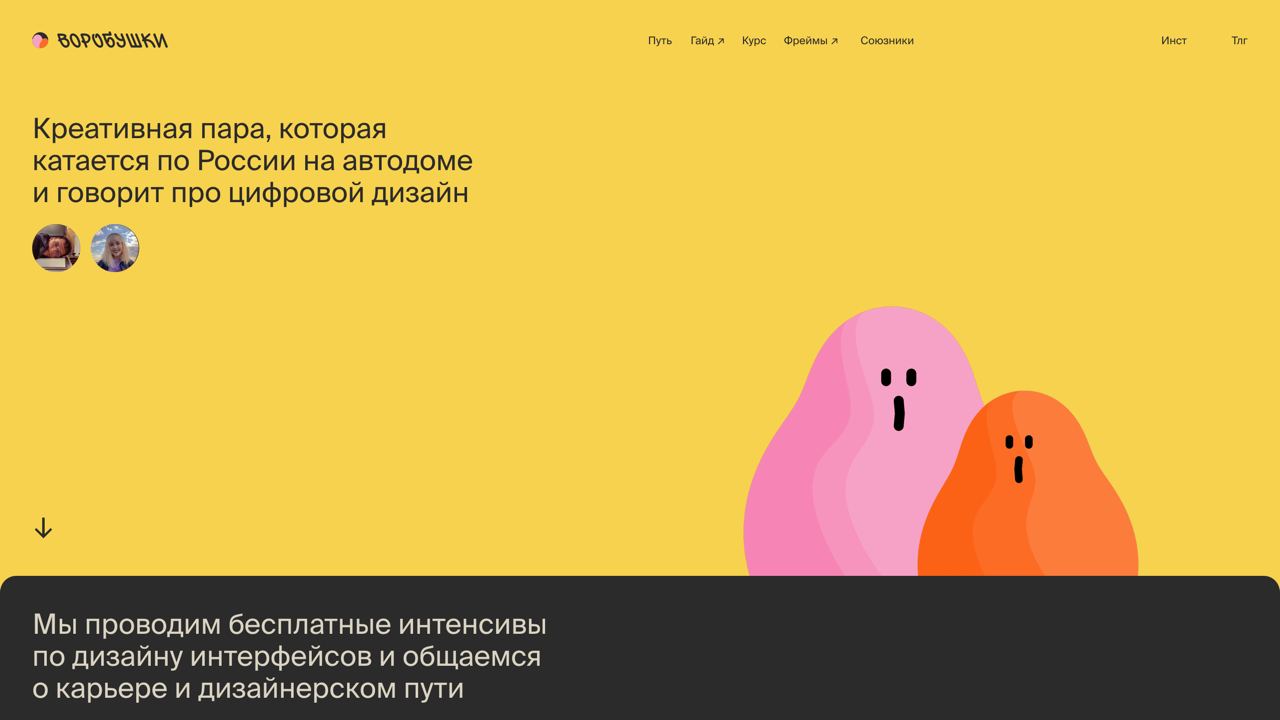 ВОРОБУШКИ
Путь
Гайд ↗
Курс
Фреймы ↗
Союзники
Инст
Тлг
Креативная пара, которая
катается по России на автодоме
и говорит про цифровой дизайн
Мы проводим бесплатные интенсивы
по дизайну интерфейсов и общаемся
о карьере и дизайнерском пути